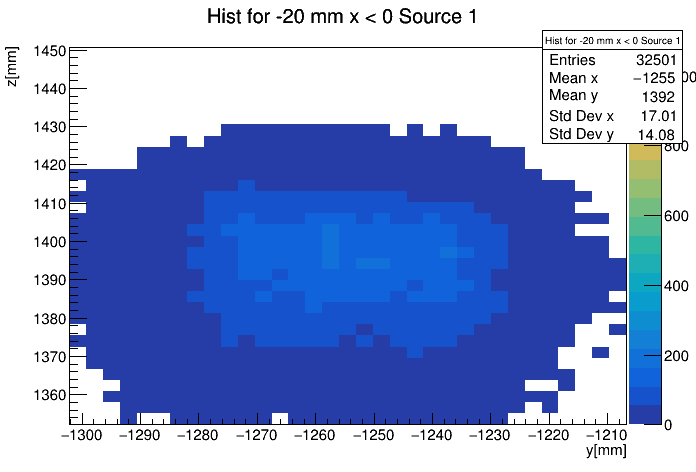 Hist for -20 mm x < 0 Source 1
Hist for -20 mm x < 0 Source 1
Entries 32501
Mean x −1255
Mean y 1392
Std Dev x 17.01
Std Dev y 14.08
z[mm]
1450
1440
1430
1420
1410
1400
1390
1380
1370
1360
800
600
400
200
0
−1300 −1290 −1280 −1270 −1260 −1250 −1240 −1230 −1220 −1210
y[mm]